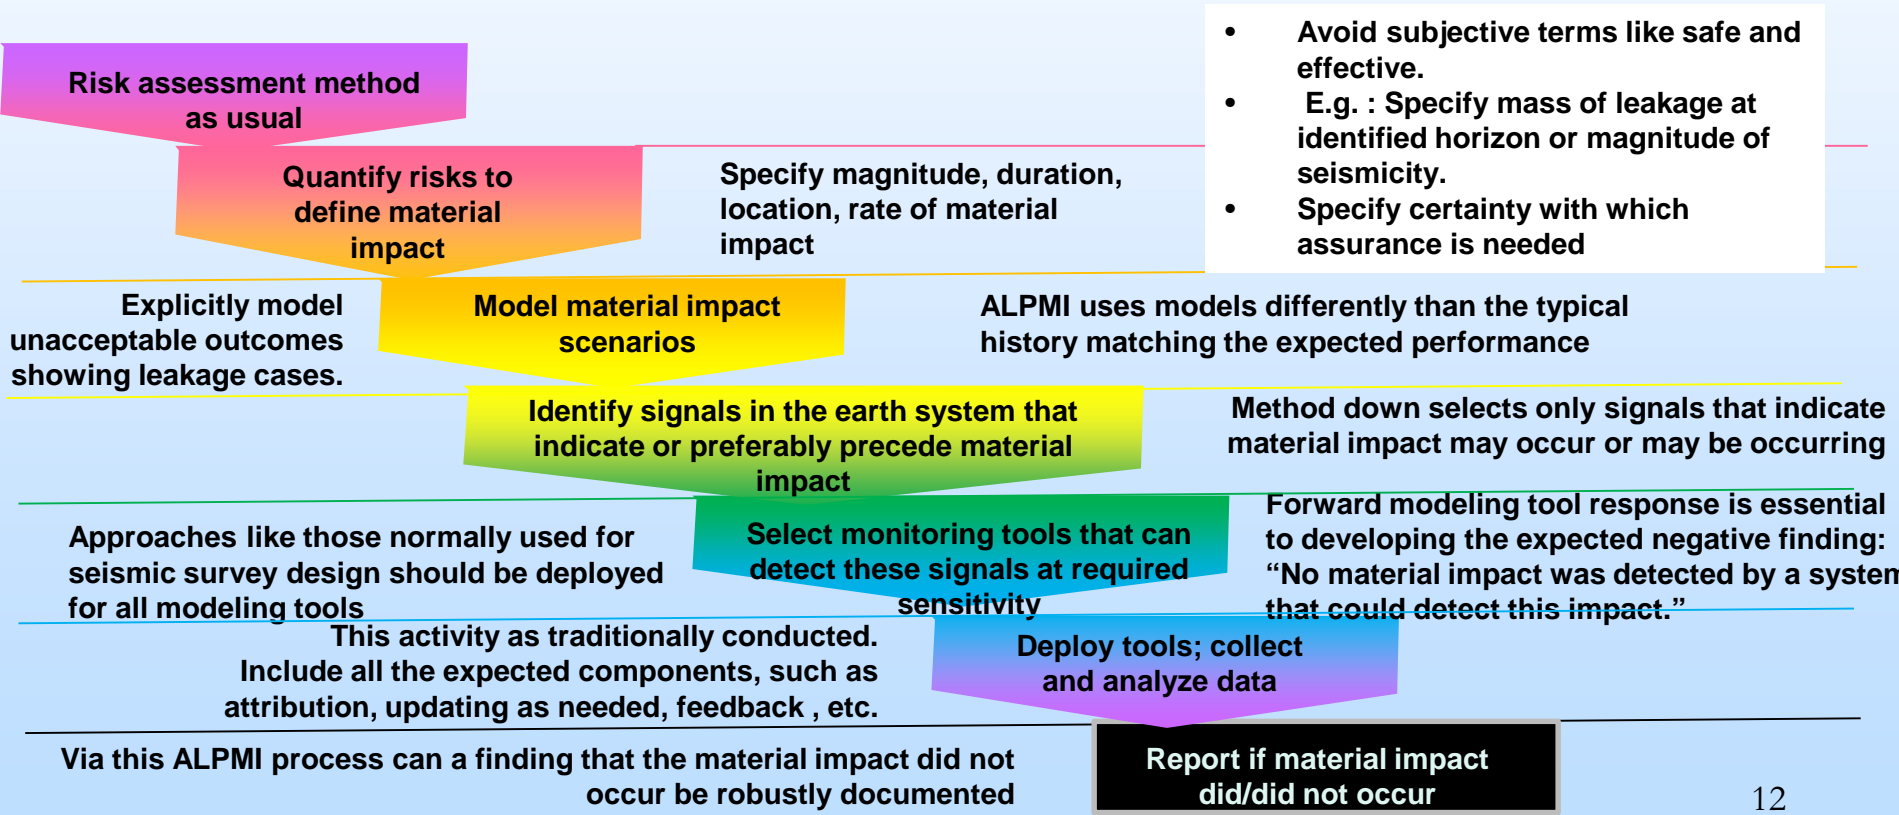 Risk assessment method
as usual
• Avoid subjective terms like safe and
effective.
• E.g. : Specify mass of leakage at
identified horizon or magnitude of
seismicity.
• Specify certainty with which
assurance is needed
Quantify risks to
define material
impact
Specify magnitude, duration,
location, rate of material
impact
Explicitly model
unacceptable outcomes
showing leakage cases.
Model material impact
scenarios
ALPMI uses models differently than the typical
history matching the expected performance
Identify signals in the earth system that
indicate or preferably precede material
impact
Method down selects only signals that indicate
material impact may occur or may be occurring
Approaches like those normally used for
seismic survey design should be deployed
for all modeling tools
Select monitoring tools that can
detect these signals at required
sensitivity
Forward modeling tool response is essential
to developing the expected negative finding:
“No material impact was detected by a system
that could detect this impact.”
This activity as traditionally conducted.
Include all the expected components, such as
attribution, updating as needed, feedback , etc.
Deploy tools; collect
and analyze data
Via this ALPMI process can a finding that the material impact did not
occur be robustly documented
Report if material impact
did/did not occur
12